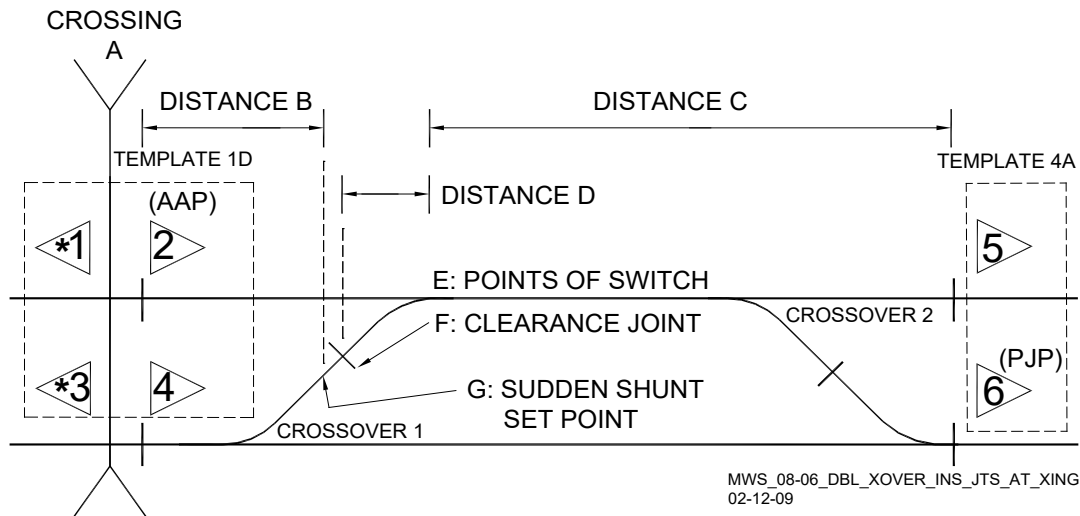 CROSSING
A
DISTANCE B
DISTANCE C
TEMPLATE 1D
TEMPLATE 4A
(AAP)
DISTANCE D
*1
2
5
E: POINTS OF SWITCH
CROSSOVER 2
F: CLEARANCE JOINT
(PJP)
*3
4
6
G: SUDDEN SHUNT
SET POINT
CROSSOVER 1
MWS_08-06_DBL_XOVER_INS_JTS_AT_XING
02-12-09